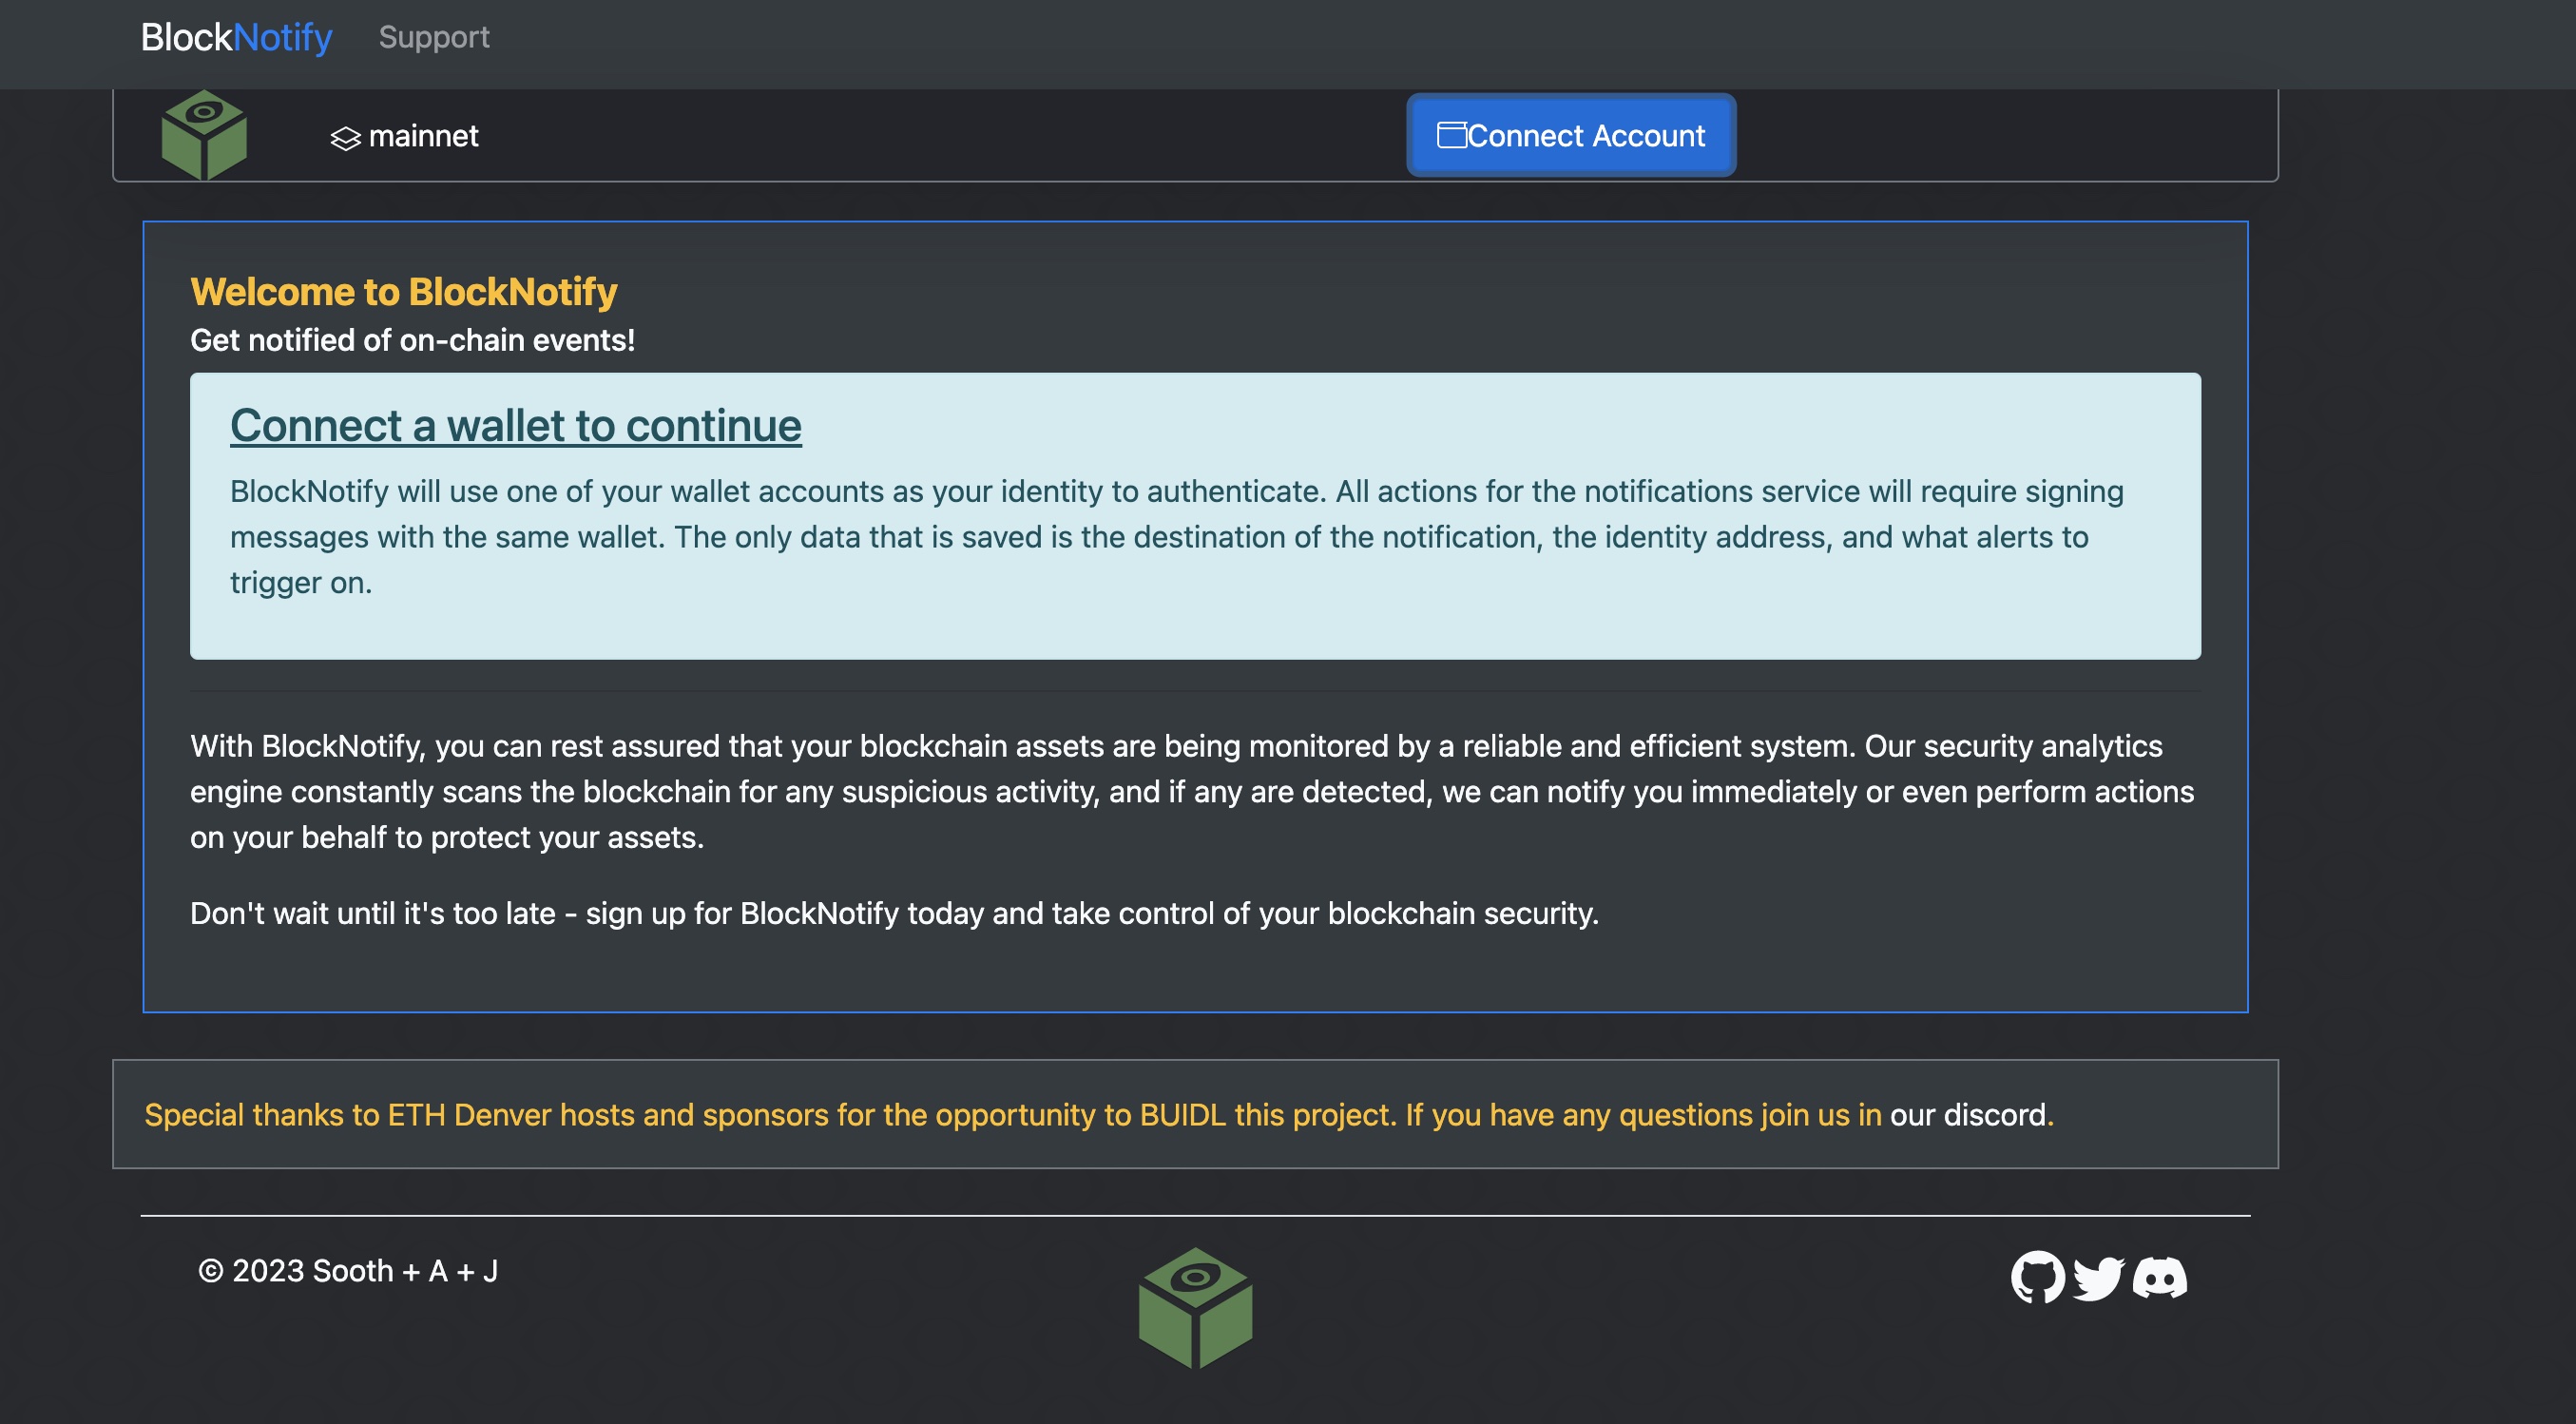 BlockNotify Support
mainnet
Connect Account
Welcome to BlockNotify
Get notified of on-chain events!
Connect a wallet to continue
BlockNotify will use one of your wallet accounts as your identity to authenticate. All actions for the notifications service will require signing
messages with the same wallet. The only data that is saved is the destination of the notification, the identity address, and what alerts to
trigger on.
With BlockNotify, you can rest assured that your blockchain assets are being monitored by a reliable and efficient system. Our security analytics
engine constantly scans the blockchain for any suspicious activity, and if any are detected, we can notify you immediately or even perform actions
on your behalf to protect your assets.
Don't wait until it's too late - sign up for BlockNotify today and take control of your blockchain security.
Special thanks to ETH Denver hosts and sponsors for the opportunity to BUIDL this project. If you have any questions join us in our discord.
© 2023 Sooth + A + J